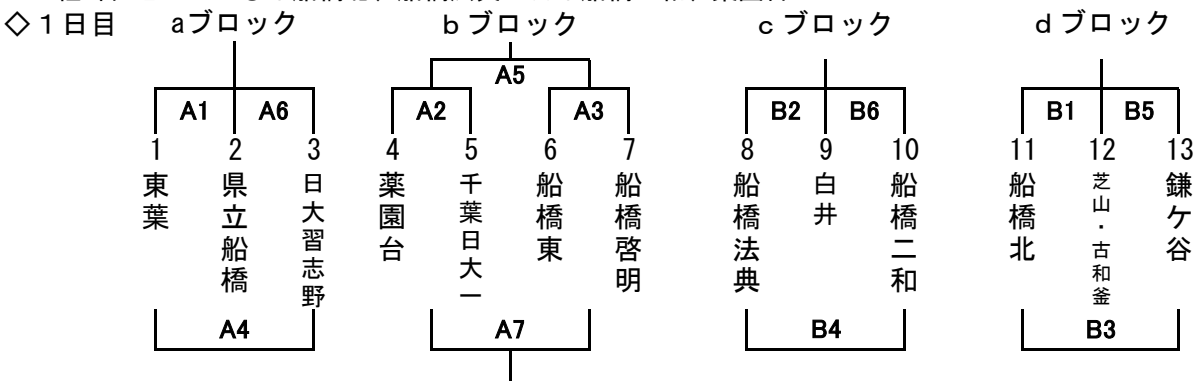 ◇１日目 aブロック ｂブロック ｃブロック ｄブロック
A5
A1 A6 A2 A3 B2 B6 B1 B5
1 2 3 4 5 6 7 8 9 10 11 12 13
東葉
県立船橋
日大習志野
薬園台
千葉日大一
船橋東
船橋啓明
船橋法典
白井
船橋二和
船橋北
芝山・古和釜
鎌ケ谷
A4 A7 B4 B3